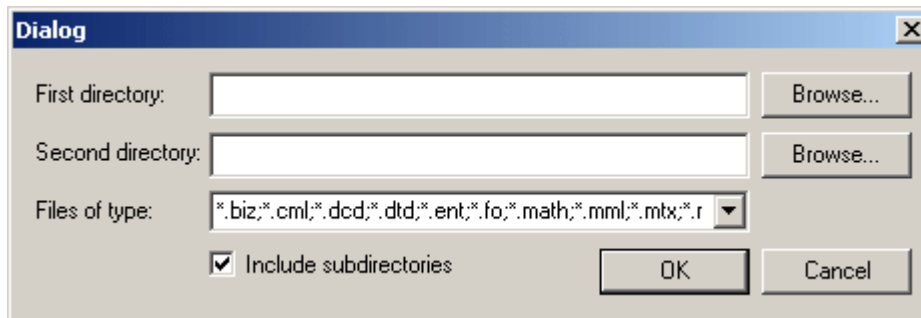 Dialog
First directory: Browse...
Second directory: Browse...
Files of type: *.biz;*.cml;*.dcd;*.dtd;*.ent;*.fo;*.math;*.mml;*.mtx;*.r
Include subdirectories OK Cancel